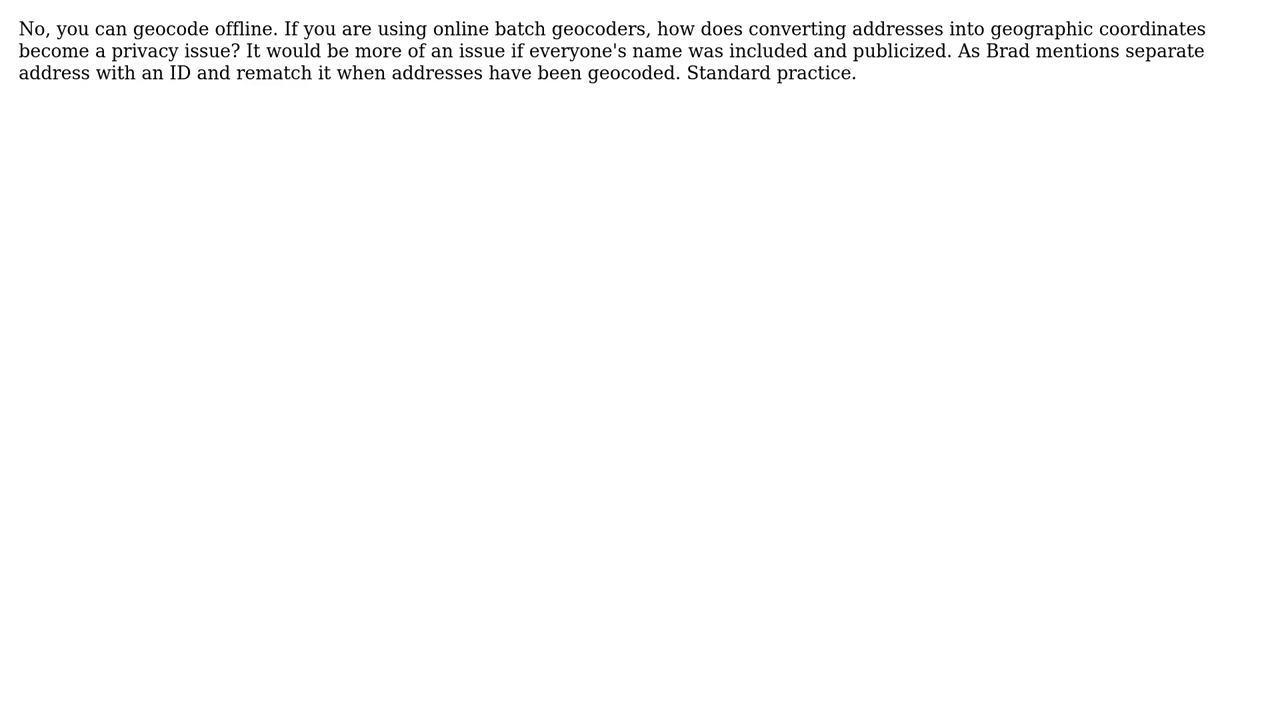 No, you can geocode offline. If you are using online batch geocoders, how does converting addresses into geographic coordinates
become a privacy issue? It would be more of an issue if everyone's name was included and publicized. As Brad mentions separate
address with an ID and rematch it when addresses have been geocoded. Standard practice.